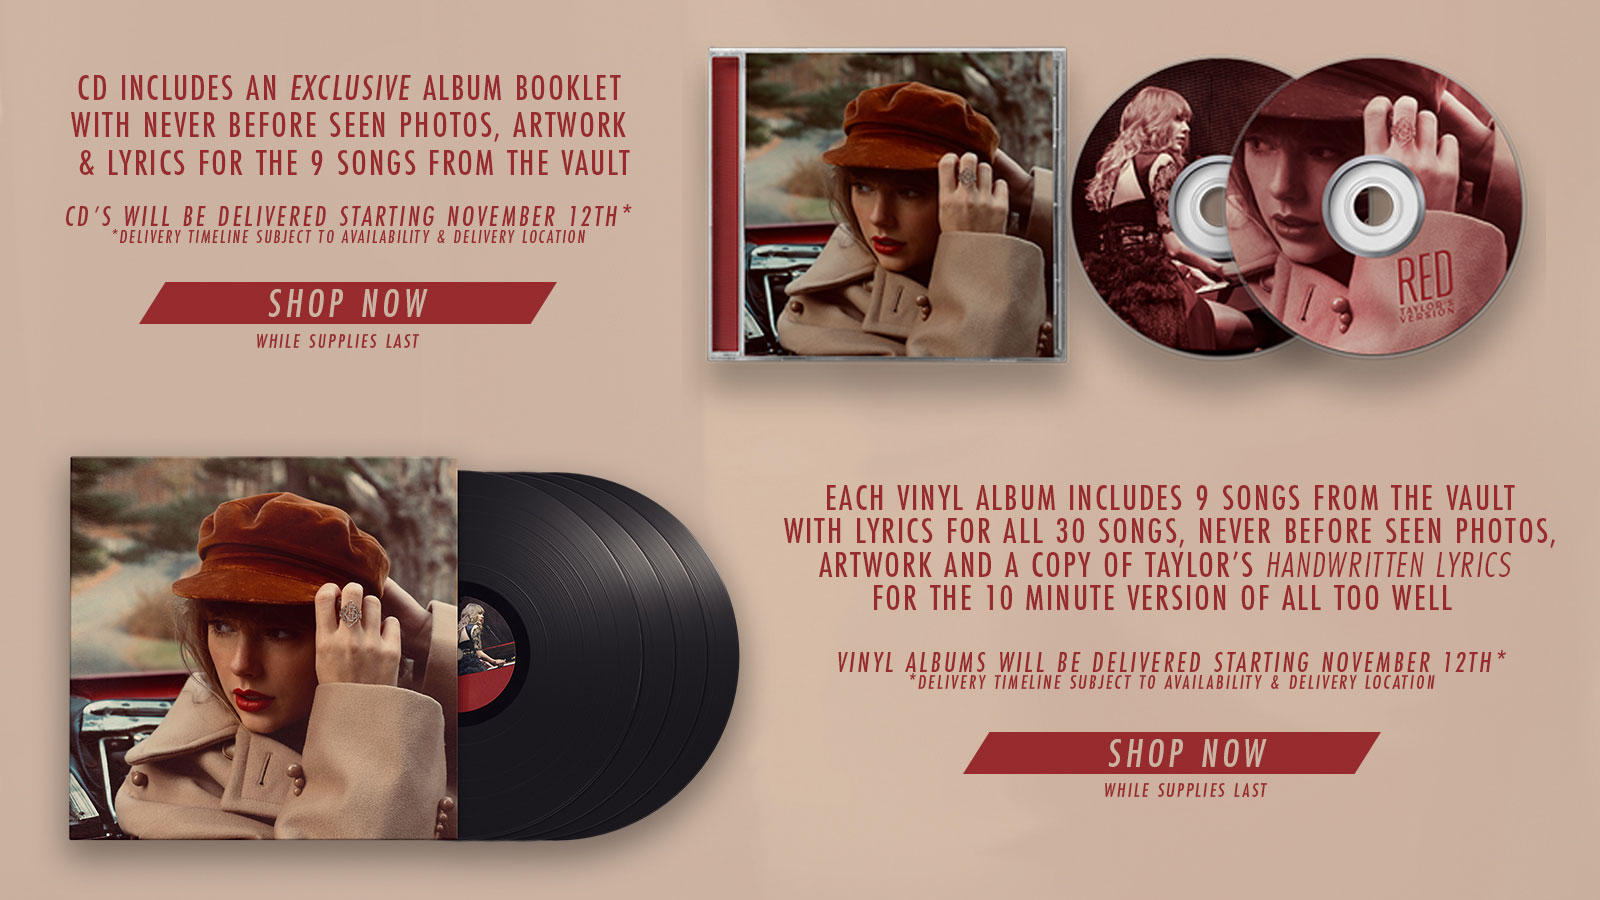 CD INCLUDES AN EXCLUSIVE ALBUM BOOKLET
WITH NEVER BEFORE SEEN PHOTOS, ARTWORK
& LYRICS FOR THE 9 SONGS FROM THE VAULT
CD'S WILL BE DELIVERED STARTING NOVEMBER 12TH*
*DELIVERY TIMELINE SUBJECT TO AVAILABILITY & DELIVERY LOCATION
SHOP NOW
WHILE SUPPLIES LAST
RED
TAYLOR'S
VERSION
EACH VINYL ALBUM INCLUDES 9 SONGS FROM THE VAULT
WITH LYRICS FOR ALL 30 SONGS, NEVER BEFORE SEEN PHOTOS,
ARTWORK AND A COPY OF TAYLOR'S HANDWRITTEN LYRICS
FOR THE 10 MINUTE VERSION OF ALL TOO WELL
VINYL ALBUMS WILL BE DELIVERED STARTING NOVEMBER 12TH*
*DELIVERY TIMELINE SUBJECT TO AVAILABILITY & DELIVERY LOCATION
SHOP NOW
WHILE SUPPLIES LAST